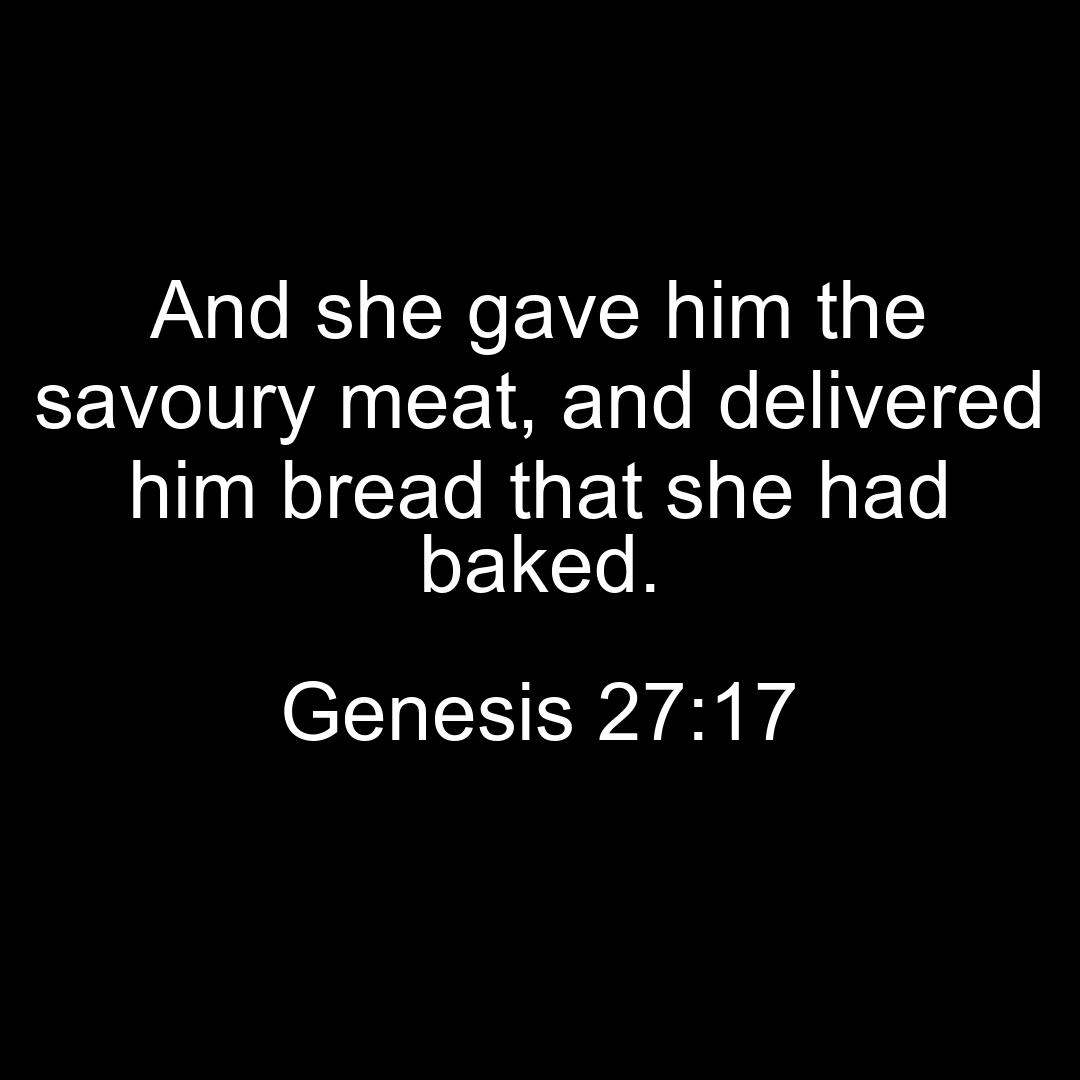 And she gave him the
savoury meat, and delivered
him bread that she had
baked.
Genesis 27:17